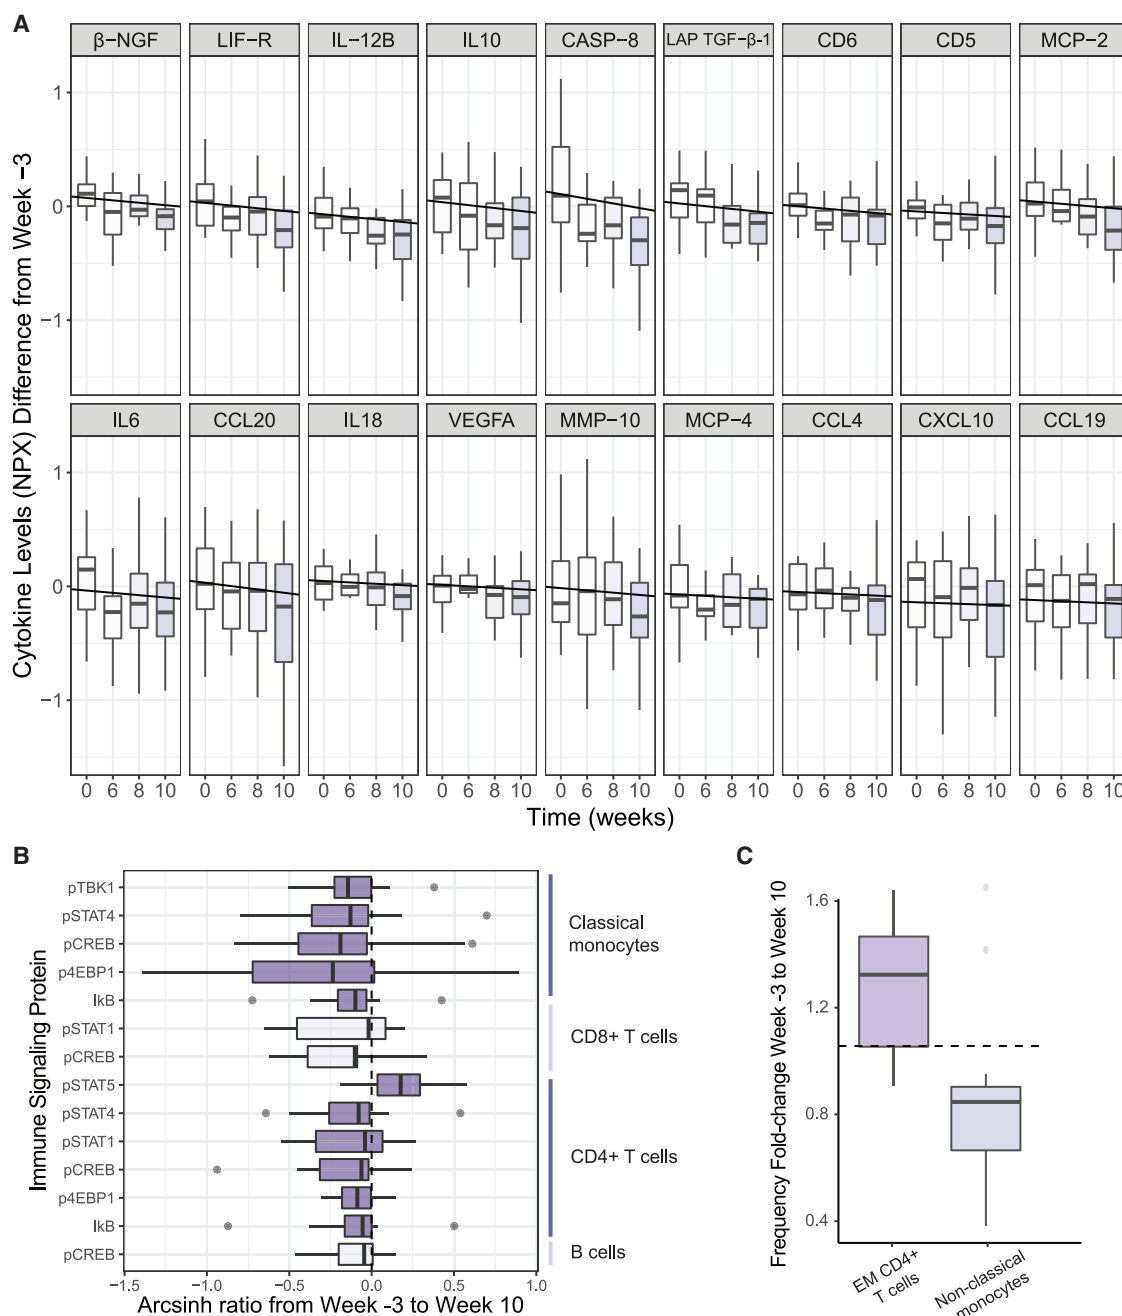 A
β−NGF LIF−R IL−12B IL10 CASP−8 LAP TGF−β-1 CD6 CD5 MCP−2
1
0
−1
IL6 CCL20 IL18 VEGFA MMP−10 MCP−4 CCL4 CXCL10 CCL19
1
0
−1
Cytokine Levels (NPX) Difference from Week −3
0 6 8 10 0 6 8 10 0 6 8 10 0 6 8 10 0 6 8 10 0 6 8 10 0 6 8 10 0 6 8 10 0 6 8 10
Time (weeks)
B
Immune Signaling Protein
pTBK1
pSTAT4
pCREB
p4EBP1
IkB
pSTAT1
pCREB
pSTAT5
pSTAT4
pSTAT1
pCREB
p4EBP1
IkB
pCREB
Classical
monocytes
CD8+ T cells
CD4+ T cells
B cells
−1.5 −1.0 −0.5 0.0 0.5 1.0
Arcsinh ratio from Week -3 to Week 10
C
Frequency Fold-change Week -3 to Week 10
1.6
1.2
0.8
0.4
EM CD4+
T cells
Non-classical
monocytes